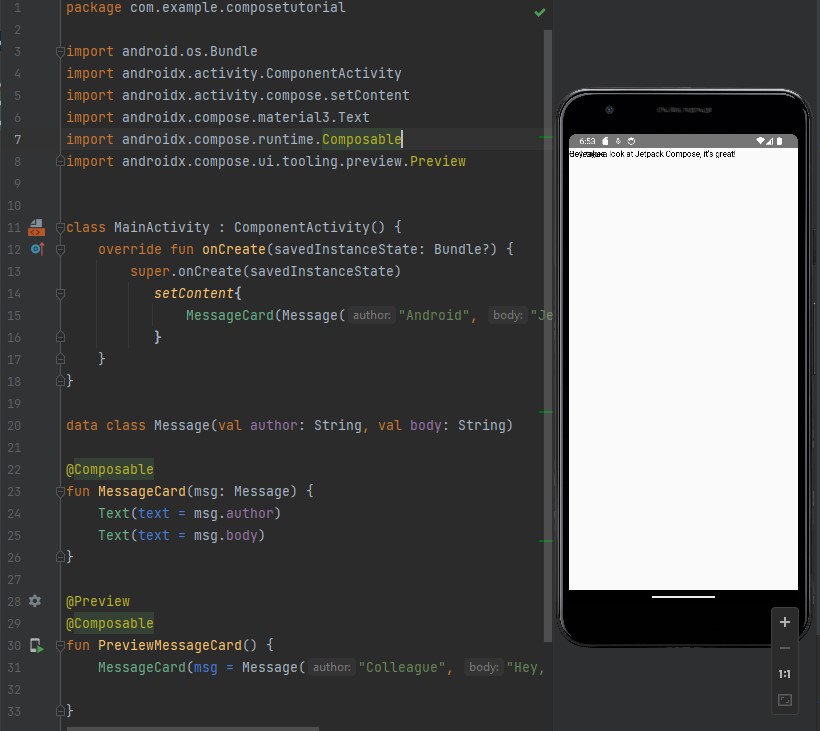 1 package com.example.composetutorial
2
3 import android.os.Bundle
4 import androidx.activity.ComponentActivity
5 import androidx.activity.compose.setContent
6 import androidx.compose.material3.Text
7 import androidx.compose.runtime.Composable
8 import androidx.compose.ui.tooling.preview.Preview
9
10
11 class MainActivity : ComponentActivity() {
12 override fun onCreate(savedInstanceState: Bundle?) {
13 super.onCreate(savedInstanceState)
14 setContent{
15 MessageCard(Message( author: "Android", body: "Je
16 }
17 }
18 }
19
20 data class Message(val author: String, val body: String)
21
22 @Composable
23 fun MessageCard(msg: Message) {
24 Text(text = msg.author)
25 Text(text = msg.body)
26 }
27
28 @Preview
29 @Composable
30 fun PreviewMessageCard() {
31 MessageCard(msg = Message( author: "Colleague", body: "Hey,
32
33 }
6:53
a look at Jetpack Compose, it's great!
+
−
1:1